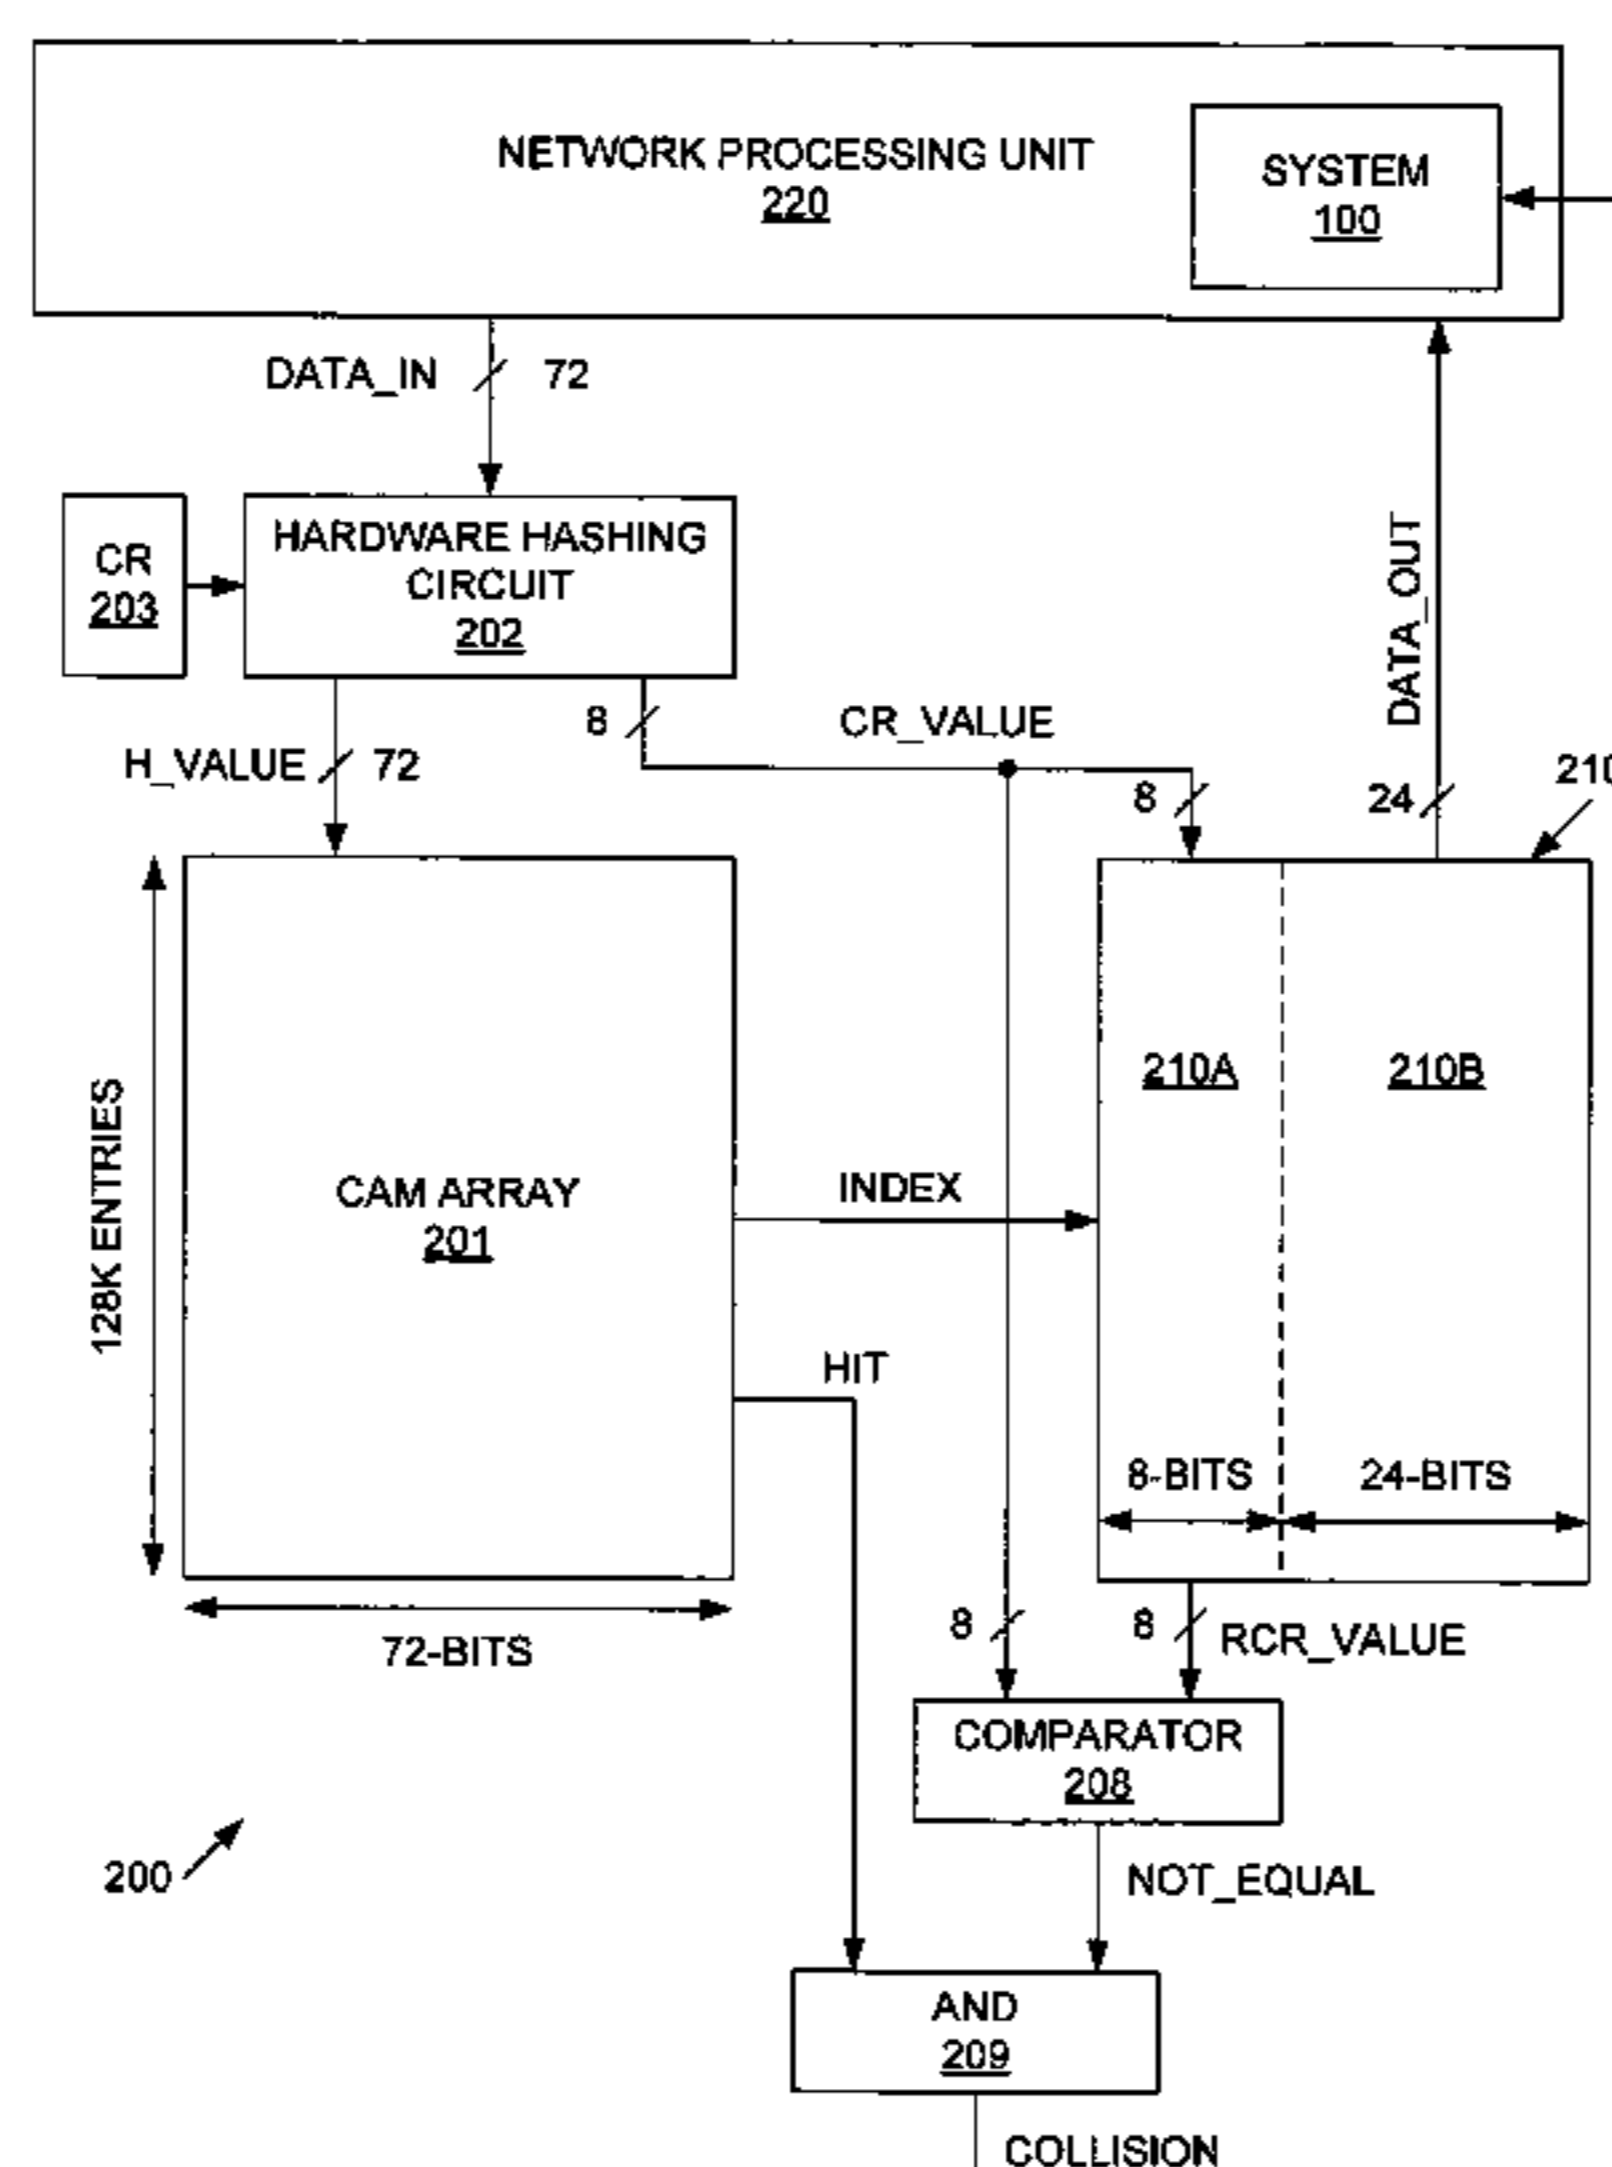 NETWORK PROCESSING UNIT
220
SYSTEM
100
DATA_IN
72
CR
203
HARDWARE HASHING
CIRCUIT
202
DATA_OUT
8
CR_VALUE
H_VALUE
72
8
24
210
128K ENTRIES
CAM ARRAY
201
210A
210B
INDEX
HIT
8-BITS
24-BITS
72-BITS
8
8
RCR_VALUE
COMPARATOR
208
200
NOT_EQUAL
AND
209
COLLISION